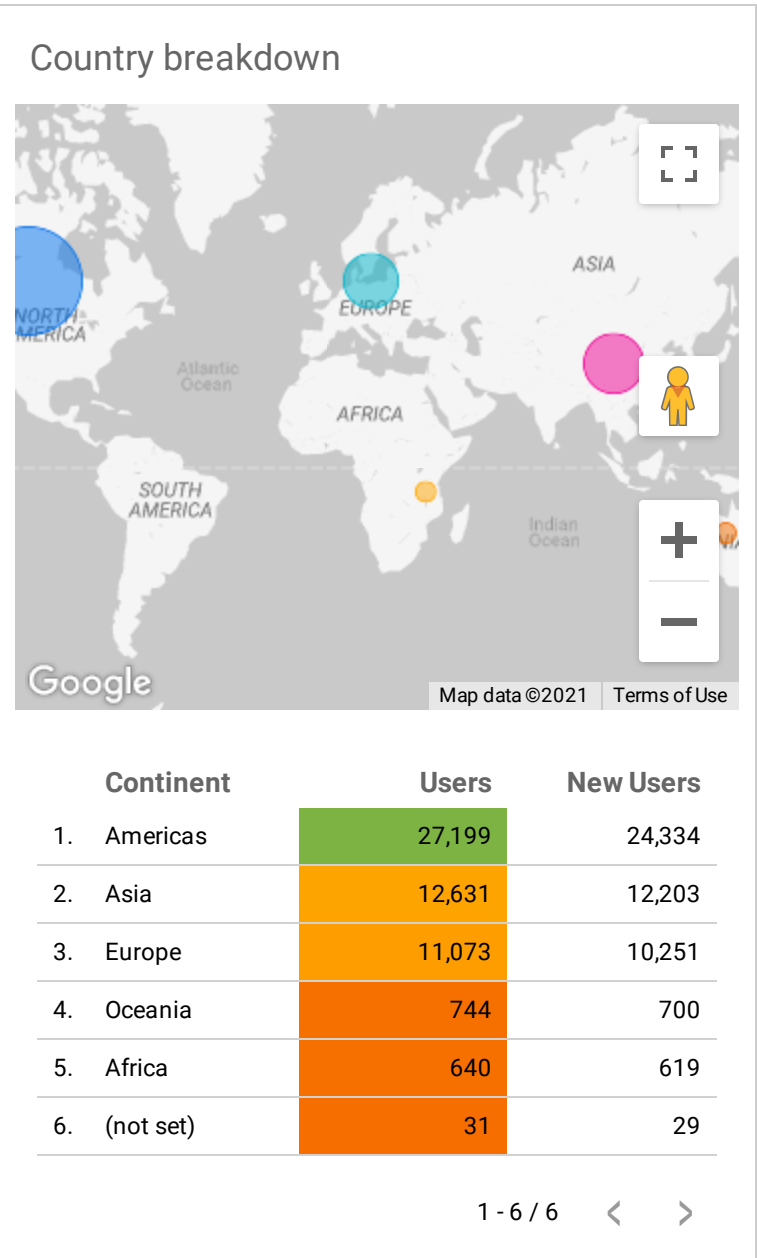 Country breakdown
ASIA
NORTH
AMERICA
EUROPE
Atlantic
Ocean
AFRICA
SOUTH
AMERICA
Indian
Ocean
Google
Map data ©2021 Terms of Use
Continent Users New Users
1. Americas 27,199 24,334
2. Asia 12,631 12,203
3. Europe 11,073 10,251
4. Oceania 744 700
5. Africa 640 619
6. (not set) 31 29
1 - 6 / 6